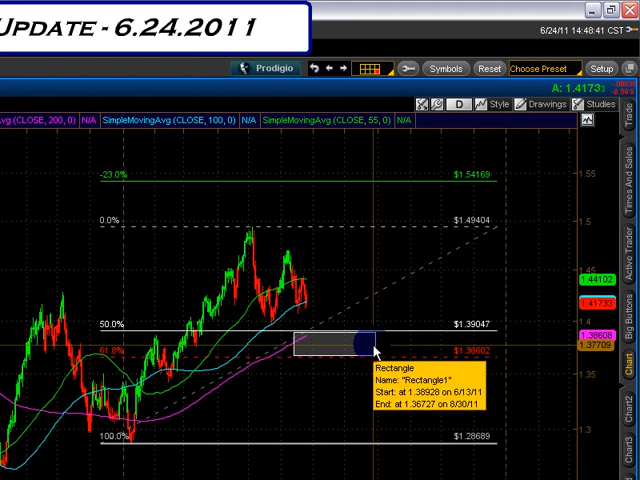 UPDATE - 6.24.2011
6/24/11 14:48:41 CST
Prodigio
Symbols
Reset
Choose Preset
Setup
A: 1.41733
D
Style
Drawings
Studies
vg (CLOSE, 200, 0)
N/A
SimpleMovingAvg (CLOSE, 100, 0)
N/A
SimpleMovingAvg (CLOSE, 55, 0)
N/A
Trade
Times And Sales
Active Trader
Big Buttons
Chart
Chart2
Chart3
-23.0%
$1.54169
1.55
0.0%
$1.49404
1.5
1.45
1.44102
1.41733
50.0%
$1.39047
1.38608
1.37709
61.8%
$1.36602
1.35
Rectangle
Name: "Rectangle1"
Start: at 1.38928 on 6/13/11
End: at 1.36727 on 8/30/11
100.0%
$1.28689
1.3